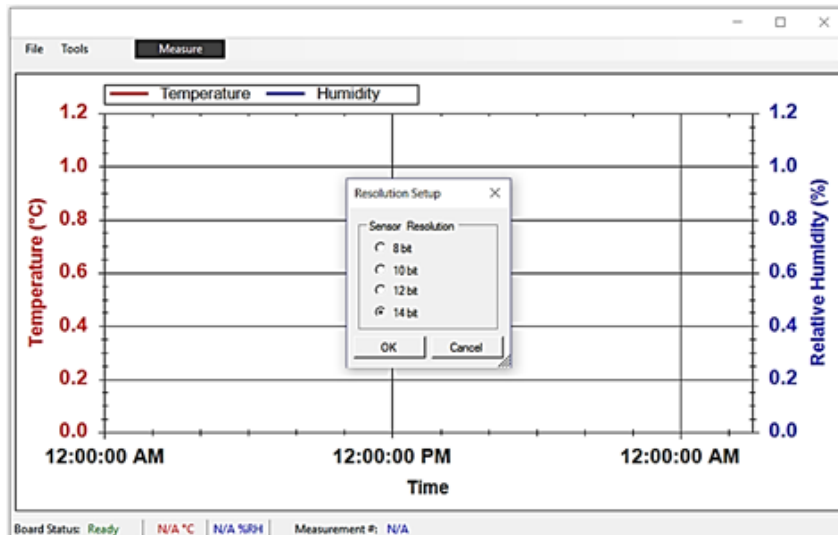 File Tools Measure
Temperature Humidity
1.2 1.2
1.0 1.0
0.8 0.8
0.6 0.6
0.4 0.4
0.2 0.2
0.0 0.0
Temperature (°C)
Relative Humidity (%)
Resolution Setup
Sensor Resolution
8 bit
10 bit
12 bit
14 bit
OK Cancel
12:00:00 AM 12:00:00 PM 12:00:00 AM
Time
Board Status: Ready N/A °C N/A %RH Measurement #: N/A